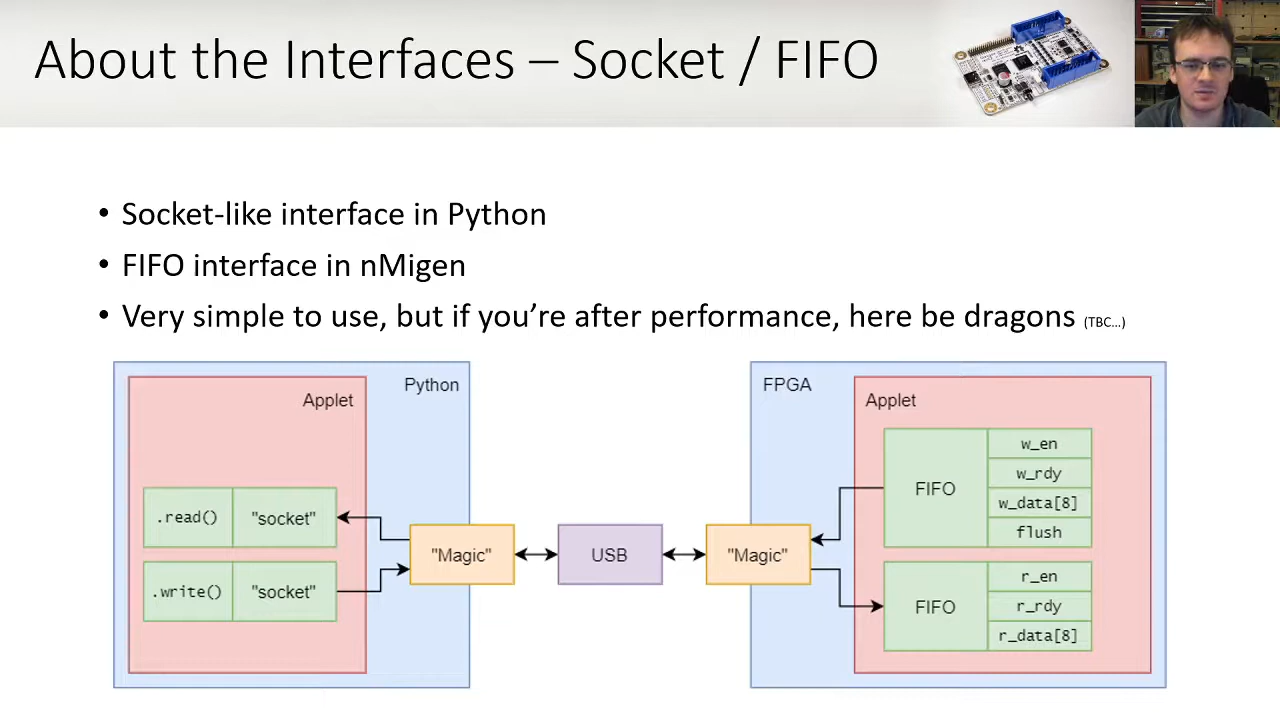 About the Interfaces – Socket / FIFO
• Socket-like interface in Python
• FIFO interface in nMigen
• Very simple to use, but if you’re after performance, here be dragons (TBC...)
Python
Applet
.read()
"socket"
.write()
"socket"
"Magic"
USB
"Magic"
FPGA
Applet
FIFO
w_en
w_rdy
w_data[8]
flush
FIFO
r_en
r_rdy
r_data[8]